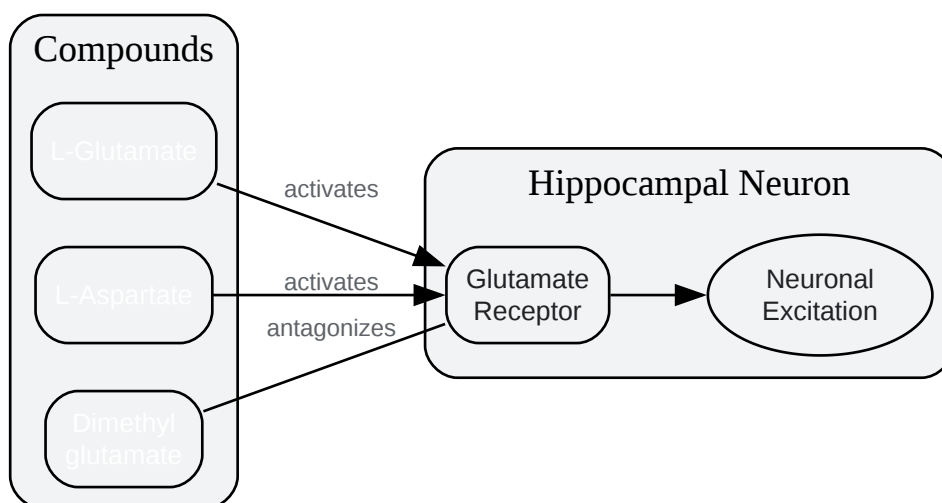 Compounds
L-Glutamate
L-Aspartate
Dimethyl
glutamate
activates
activates
antagonizes
Hippocampal Neuron
Glutamate
Receptor
Neuronal
Excitation